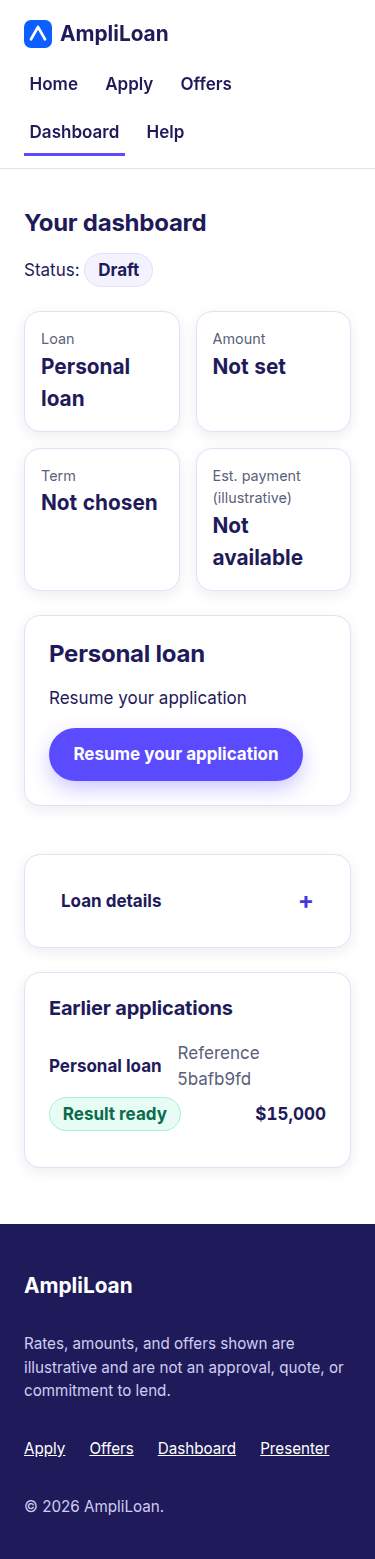 AmpliLoan
Home Apply Offers
Dashboard Help
Your dashboard
Status: Draft
Loan
Personal
loan
Amount
Not set
Term
Not chosen
Est. payment
(illustrative)
Not
available
Personal loan
Resume your application
Resume your application
Loan details +
Earlier applications
Personal loan Reference
5bafb9fd
Result ready $15,000
AmpliLoan
Rates, amounts, and offers shown are
illustrative and are not an approval, quote, or
commitment to lend.
Apply Offers Dashboard Presenter
© 2026 AmpliLoan.